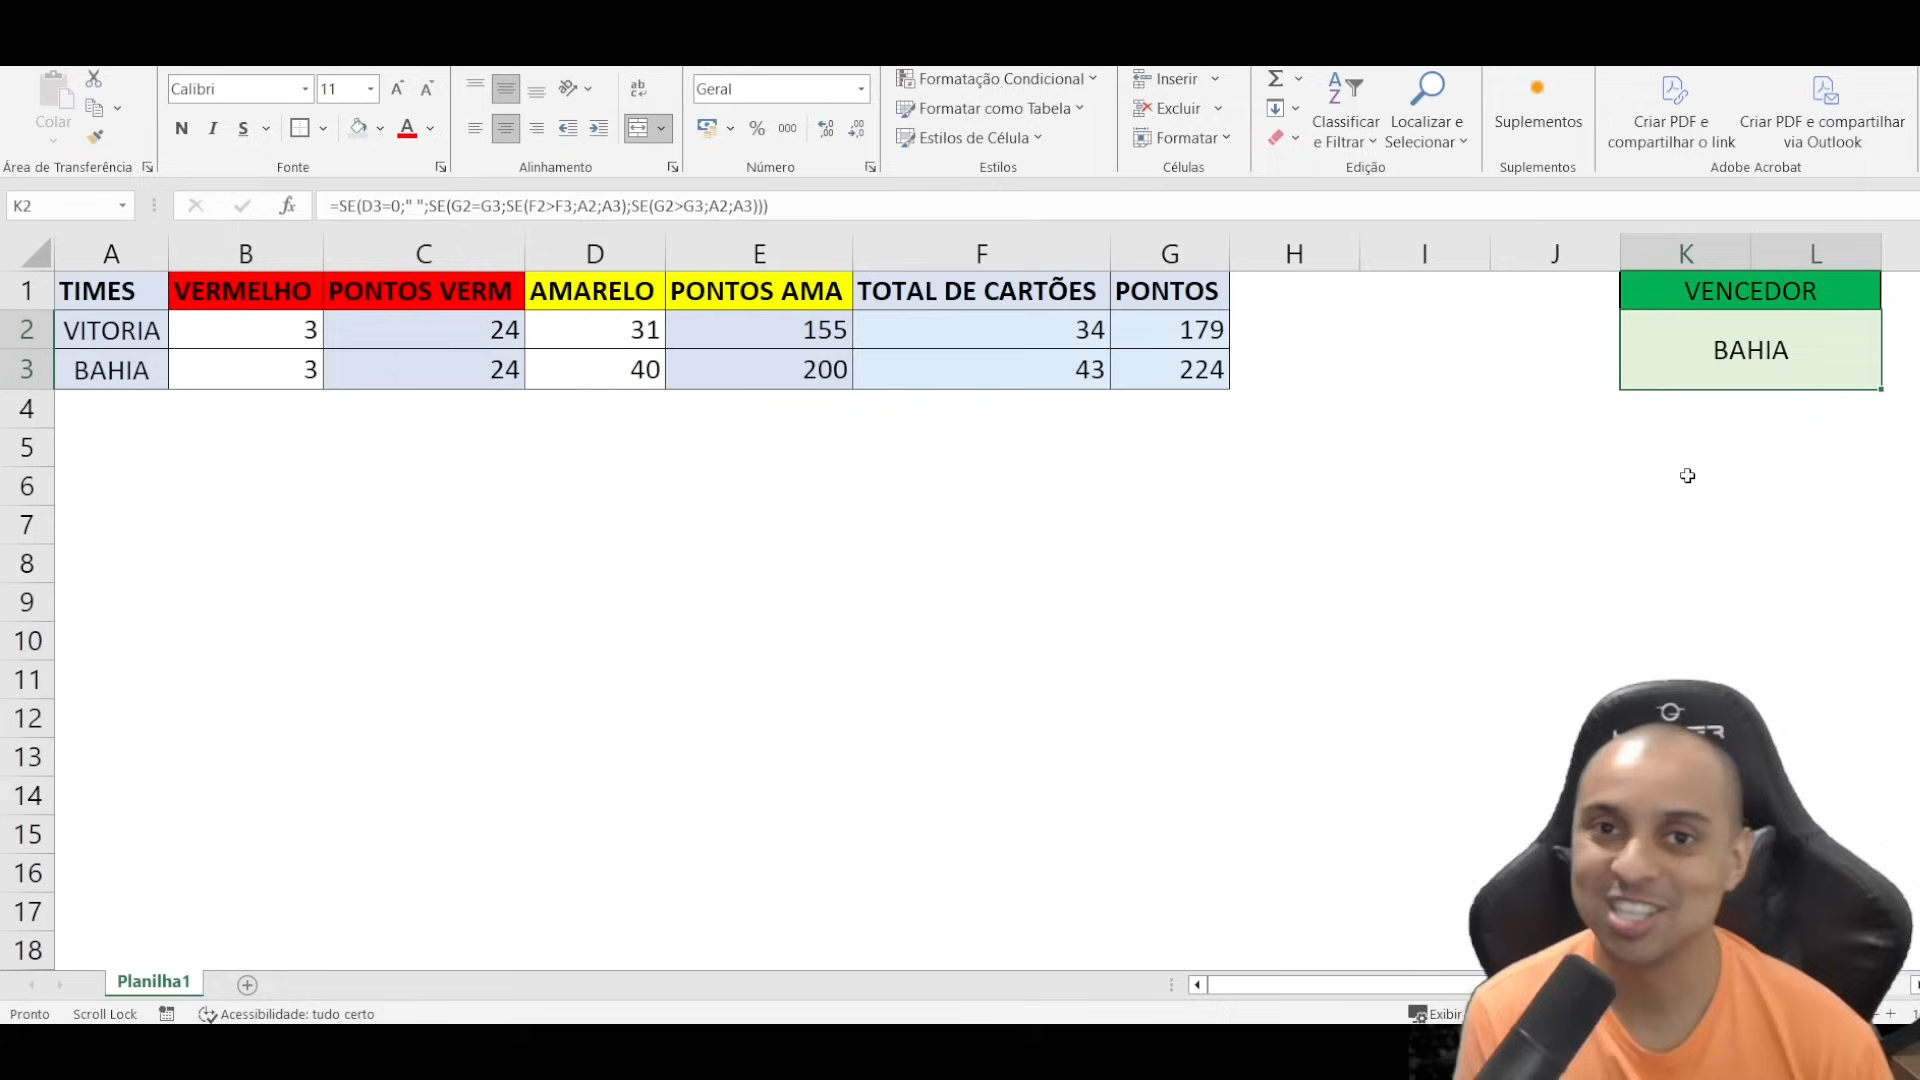 Colar
Área de Transferência
Calibri
11
A A
N I S A
Fonte
ab
Alinhamento
Geral
% 000
Número
Formatação Condicional
Formatar como Tabela
Estilos de Célula
Estilos
Inserir
Excluir
Formatar
Células
Σ
Classificar
e Filtrar
Localizar e
Selecionar
Edição
Suplementos
Suplementos
Criar PDF e
compartilhar o link
Criar PDF e compartilhar
via Outlook
Adobe Acrobat
K2
fx
=SE(D3=0;" ";SE(G2=G3;SE(F2>F3;A2;A3);SE(G2>G3;A2;A3)))
A B C D E F G H I J K L
1 TIMES VERMELHO PONTOS VERM AMARELO PONTOS AMA TOTAL DE CARTÕES PONTOS VENCEDOR
2 VITORIA 3 24 31 155 34 179
BAHIA
3 BAHIA 3 24 40 200 43 224
4
5
6
7
8
9
10
11
12
13
14
15
16
17
18
Planilha1
Pronto Scroll Lock Acessibilidade: tudo certo Exibir